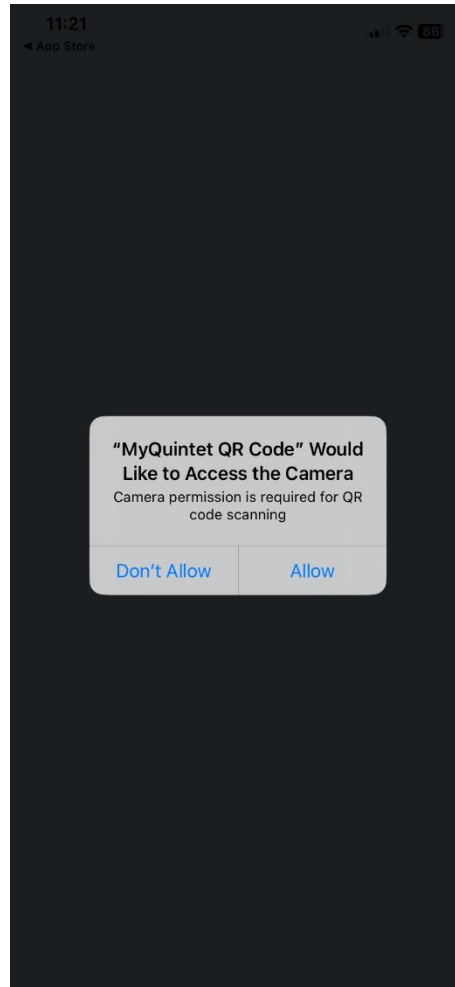 11:21
◀ App Store
86
“MyQuintet QR Code” Would
Like to Access the Camera
Camera permission is required for QR
code scanning
Don’t Allow
Allow